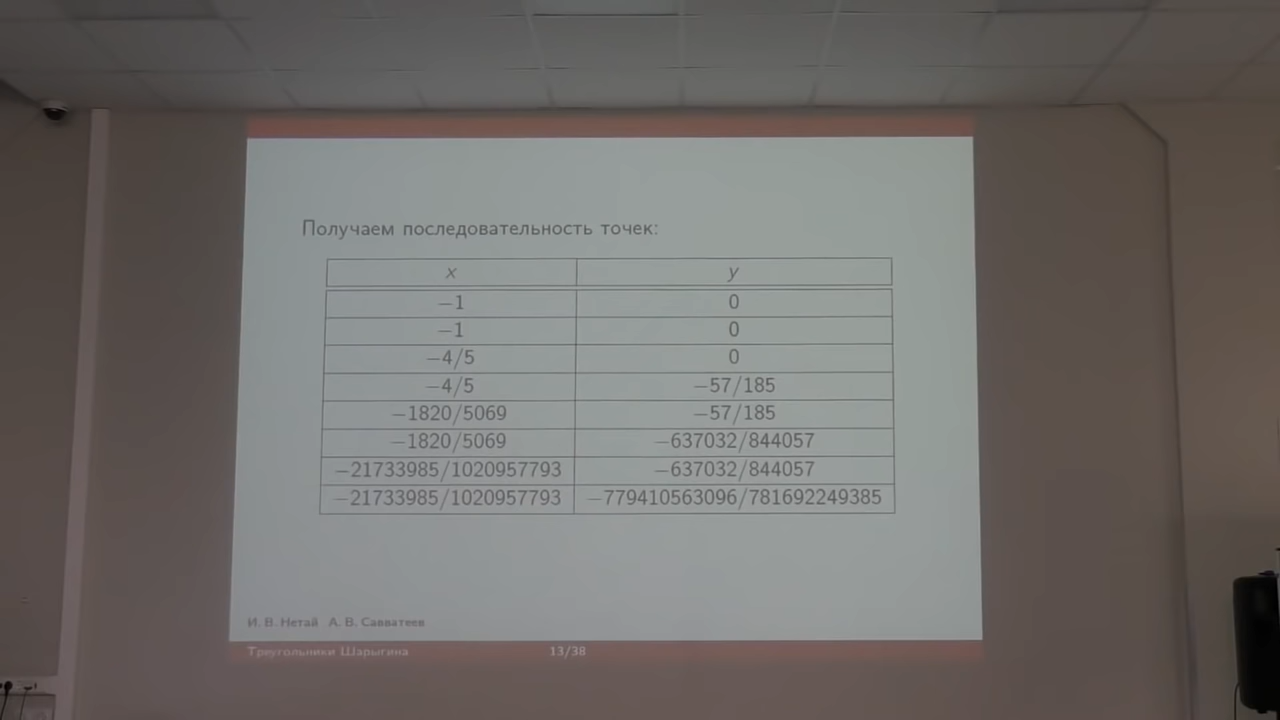 Получаем последовательность точек:
x y
−1 0
−1 0
−4/5 0
−4/5 −57/185
−1820/5069 −57/185
−1820/5069 −637032/844057
−21733985/1020957793 −637032/844057
−21733985/1020957793 −779410563096/781692249385
И. В. Нетай А. В. Савватеев
Треугольники Шарыгина 13/38